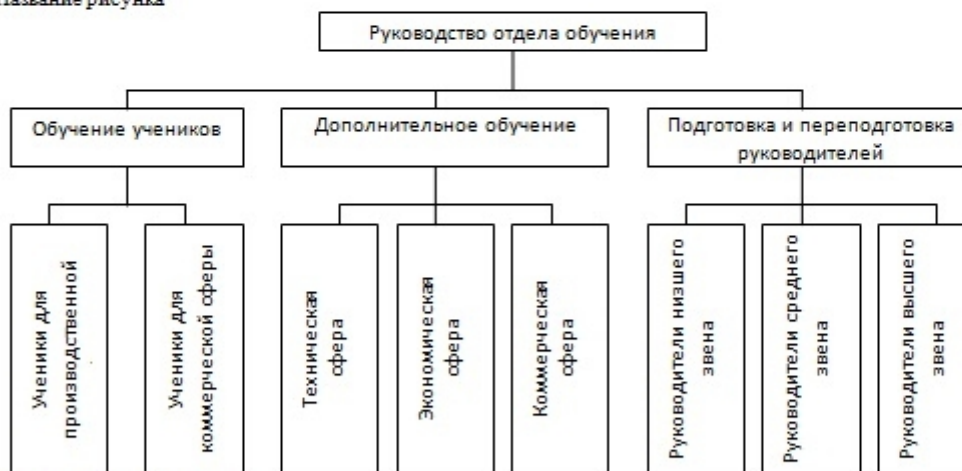 Название рисунка
Руководство отдела обучения
Обучение учеников
Дополнительное обучение
Подготовка и переподготовка
руководителей
Ученики для
производственной
Ученики для
коммерческой сферы
Техническая
сфера
Экономическая
сфера
Коммерческая
сфера
Руководители низшего
звена
Руководители среднего
звена
Руководители высшего
звена